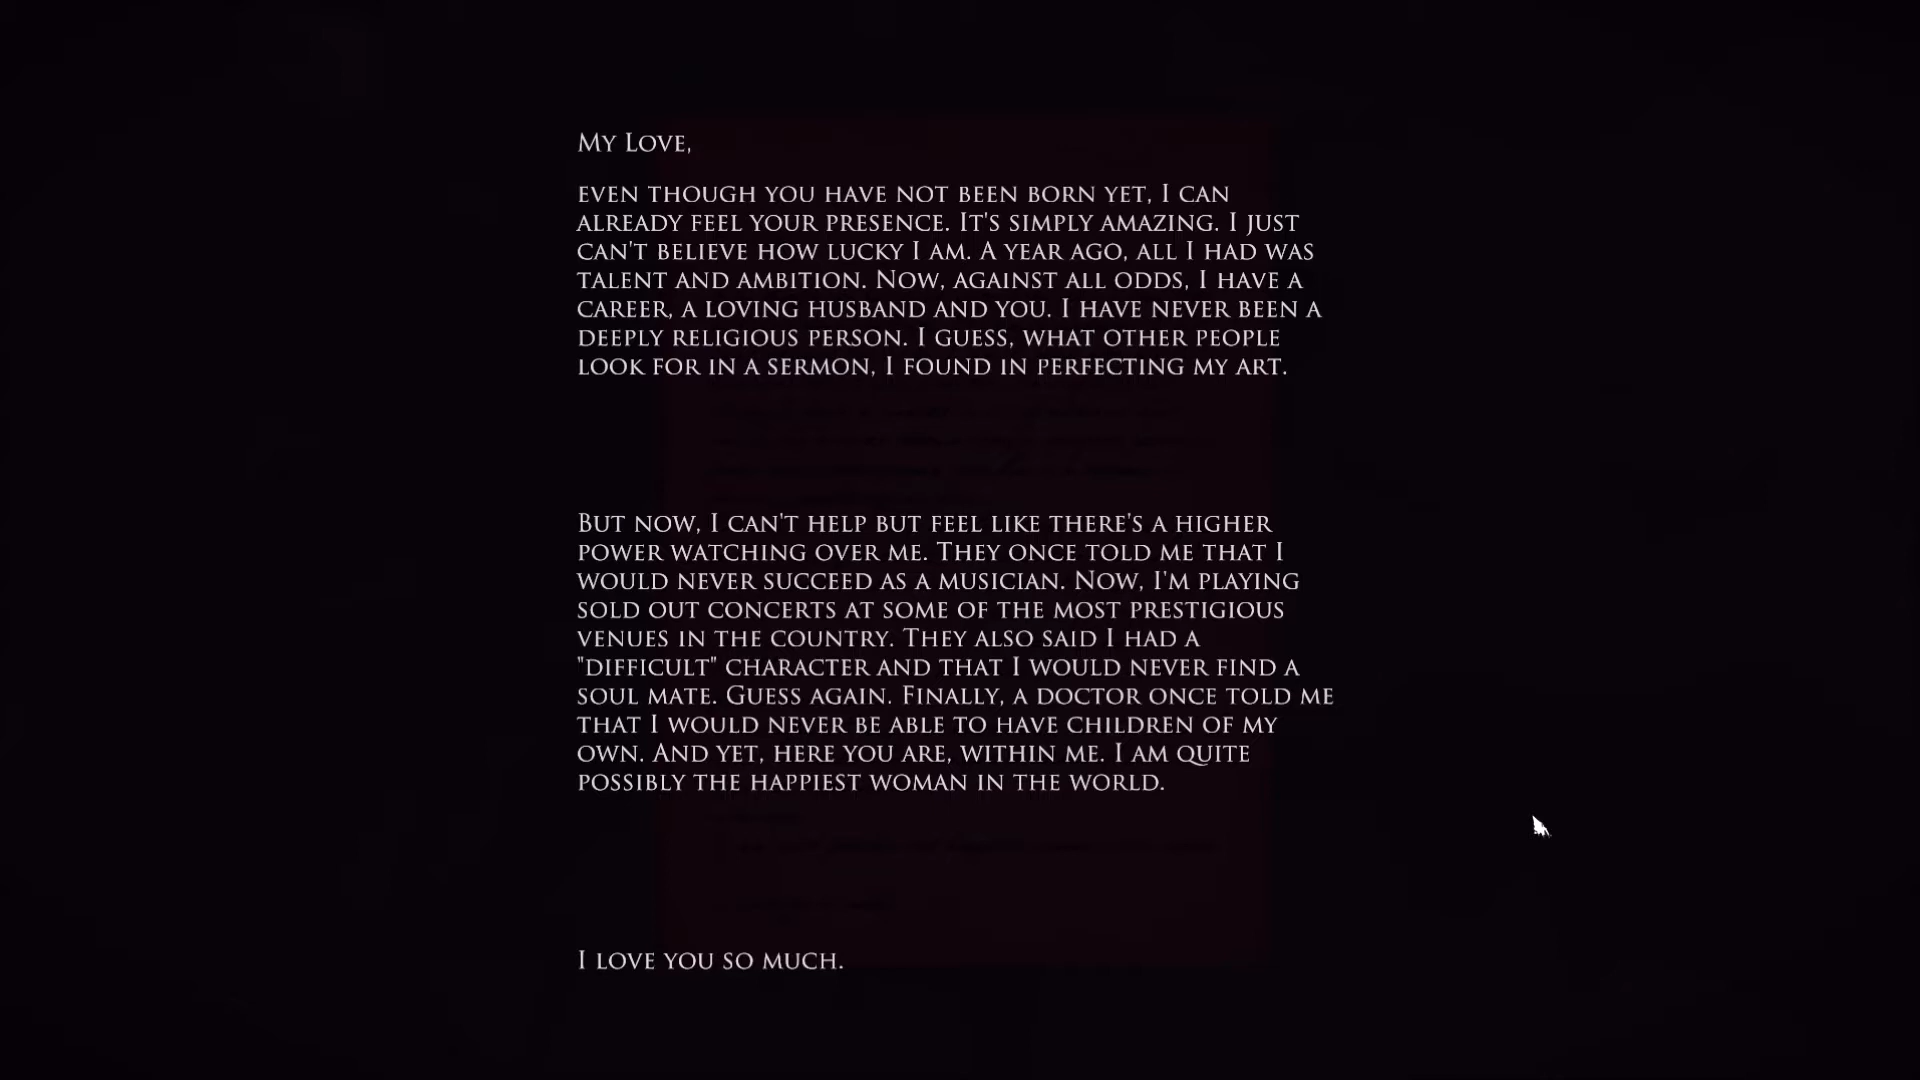 My Love,
even though you have not been born yet, I can
already feel your presence. It's simply amazing. I just
can't believe how lucky I am. A year ago, all I had was
talent and ambition. Now, against all odds, I have a
career, a loving husband and you. I have never been a
deeply religious person. I guess, what other people
look for in a sermon, I found in perfecting my art.
But now, I can't help but feel like there's a higher
power watching over me. They once told me that I
would never succeed as a musician. Now, I'm playing
sold out concerts at some of the most prestigious
venues in the country. They also said I had a
"difficult" character and that I would never find a
soul mate. Guess again. Finally, a doctor once told me
that I would never be able to have children of my
own. And yet, here you are, within me. I am quite
possibly the happiest woman in the world.
I love you so much.